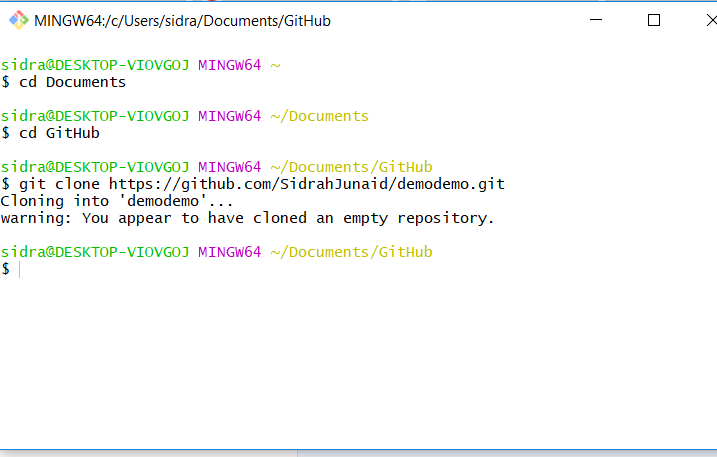 MINGW64:/c/Users/sidra/Documents/GitHub
sidra@DESKTOP-VIOVGOJ MINGW64 ~
$ cd Documents
sidra@DESKTOP-VIOVGOJ MINGW64 ~/Documents
$ cd GitHub
sidra@DESKTOP-VIOVGOJ MINGW64 ~/Documents/GitHub
$ git clone https://github.com/SidrahJunaid/demodemo.git
Cloning into 'demodemo'...
warning: You appear to have cloned an empty repository.
sidra@DESKTOP-VIOVGOJ MINGW64 ~/Documents/GitHub
$